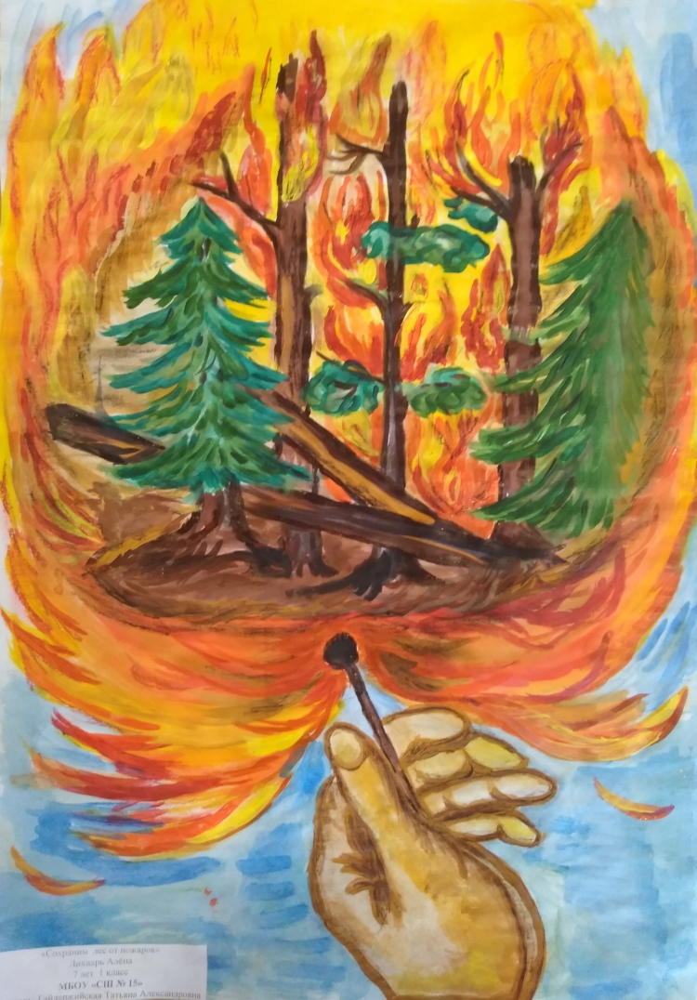 «Сохраним лес от пожаров»
Алёна
7 лет 1 класс
МБОУ «СШ № 15»
Татьяна Александровна